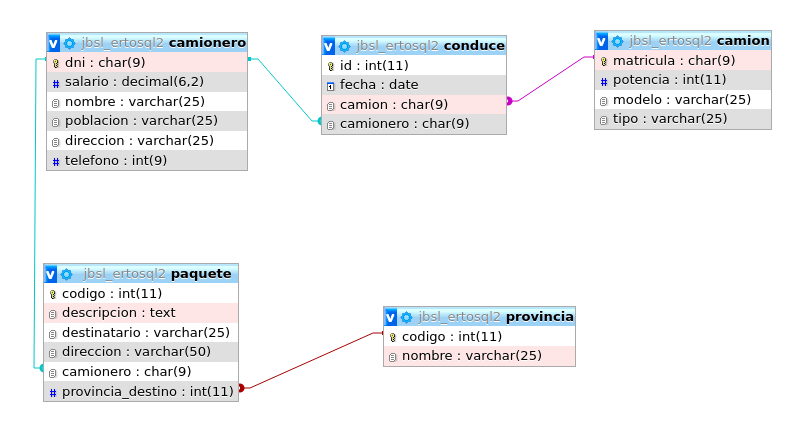 jbsl_ertosql2 camionero
dni : char(9)
salario : decimal(6,2)
nombre : varchar(25)
poblacion : varchar(25)
direccion : varchar(25)
telefono : int(9)
jbsl_ertosql2 conduce
id : int(11)
fecha : date
camion : char(9)
camionero : char(9)
jbsl_ertosql2 camion
matricula : char(9)
potencia : int(11)
modelo : varchar(25)
tipo : varchar(25)
jbsl_ertosql2 paquete
codigo : int(11)
descripcion : text
destinatario : varchar(25)
direccion : varchar(50)
camionero : char(9)
provincia_destino : int(11)
jbsl_ertosql2 provincia
codigo : int(11)
nombre : varchar(25)